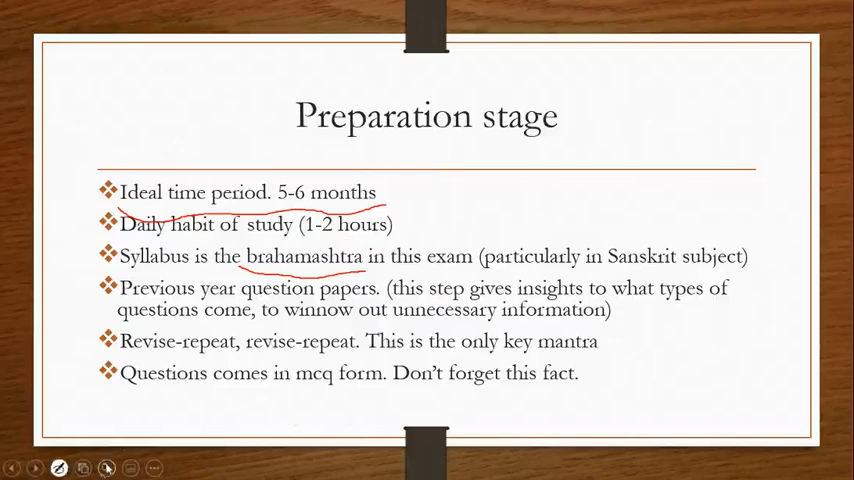 Preparation stage
Ideal time period. 5-6 months
Daily habit of study (1-2 hours)
Syllabus is the brahamashtra in this exam (particularly in Sanskrit subject)
Previous year question papers. (this step gives insights to what types of
questions come, to winnow out unnecessary information)
Revise-repeat, revise-repeat. This is the only key mantra
Questions comes in mcq form. Don’t forget this fact.